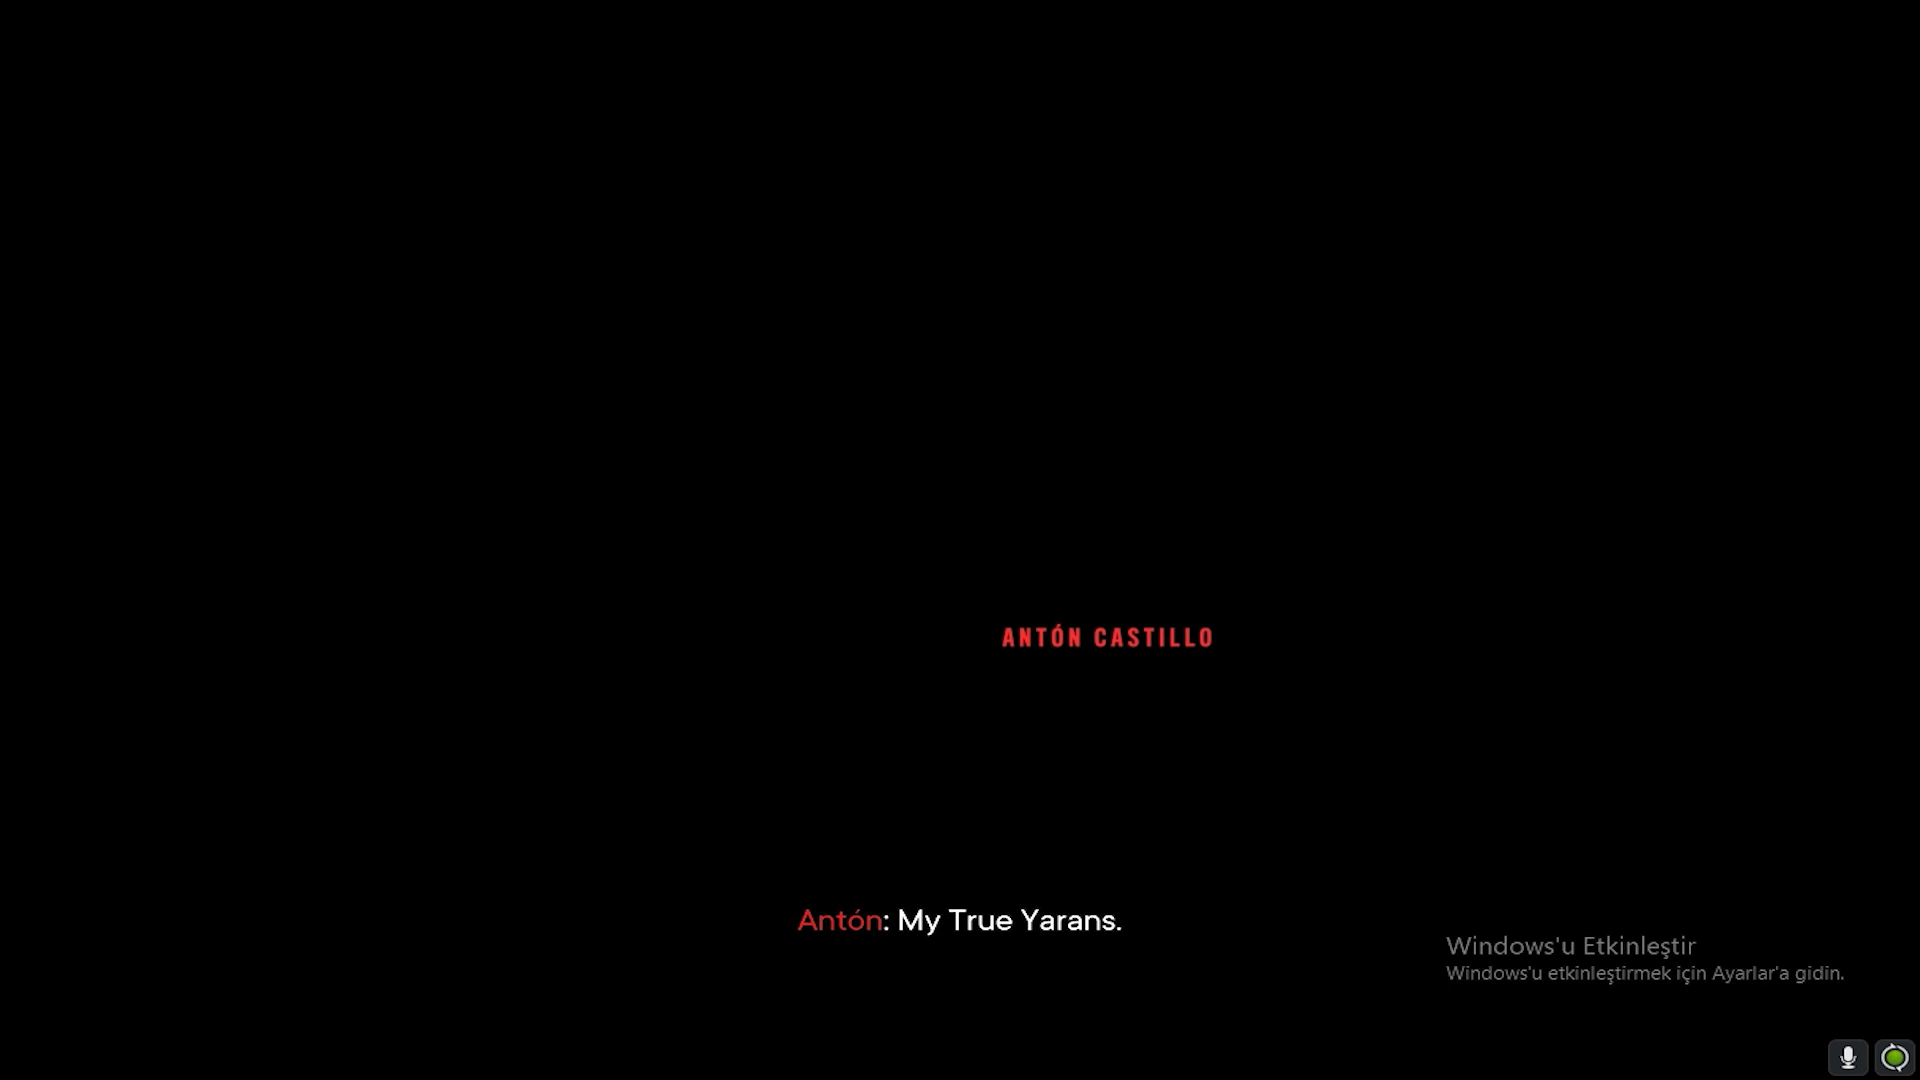 ANTÓN CASTILLO
Antón: My True Yarans.
Windows'u Etkinleştir
Windows'u etkinleştirmek için Ayarlar'a gidin.